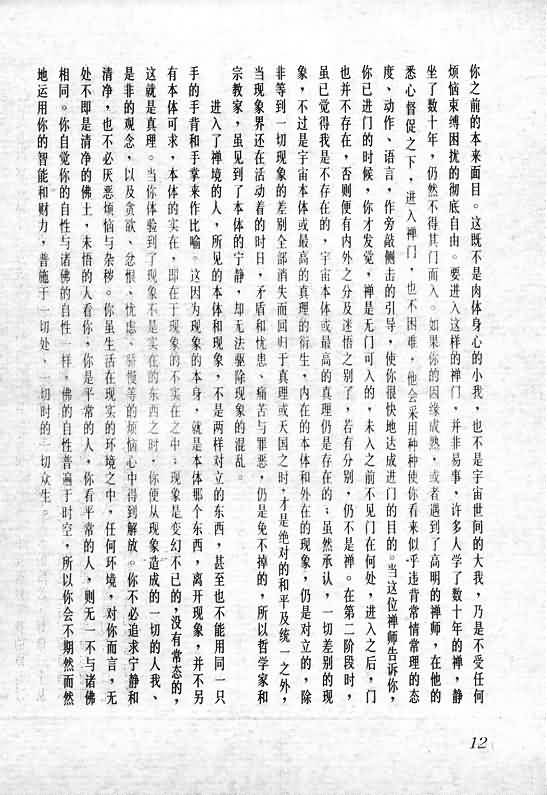 你之前的本来面目。这既不是肉体身心的小我，也不是宇宙世间的大我，乃是不受任何
烦恼束缚困扰的彻底自由。要进入这样的禅门，并非易事，许多人学了数十年的禅，静
坐了数十年，仍然不得其门而入。如果你的因缘成熟，或者遇到了高明的禅师，在他的
悉心督促之下，进入禅门，也不困难，他会采用种种使你看来似乎违背常情常理的态
度、动作、语言，作旁敲侧击的引导，使你很快地达成进门的目的。当这位禅师告诉你，
你已进门的时候，你才发觉，禅是无门可入的，未入之前不见门在何处，进入之后，门
也并不存在，否则便有内外之分及迷悟之别了，若有分别，仍不是禅。在第二阶段时，
虽已觉得我是不存在的，宇宙本体或最高的真理仍是存在的；虽然承认，一切差别的现
象，不过是宇宙本体或最高的真理的衍生，内在的本体和外在的现象，仍是对立的，除
非等到一切现象的差别全部消失而回归于真理或天国之时，才是绝对的和平及统一之外，
当现象界还在活动着的时日，矛盾和忧患、痛苦与罪恶，仍是免不掉的，所以哲学家和
宗教家，虽见到了本体的宁静，却无法驱除现象的混乱。
进入了禅境的人，所见的本体和现象，不是两样对立的东西，甚至也不能用同一只
手的手背和手掌来作比喻。这因为现象的本身，就是本体那个东西，离开现象，并不另
有本体可求，本体的实在，即在于现象的不实在之中；现象是变幻不已的，没有常态的，
这就是真理。当你体验到了现象不是实在的东西之时，你便从现象造成的一切的人我、
是非的观念，以及贪欲、忿恨、忧虑、骄慢等的烦恼心中得到解放。你不必追求宁静和
清净，也不必厌恶烦恼与杂秽。你虽生活在现实的环境之中，任何环境，对你而言，无
处不即是清净的佛土，未悟的人看你，你是平常的人，你看平常的人，则无一不与诸佛
相同。你自觉你的自性与诸佛的自性一样，佛的自性普遍于时空，所以你会不期然而然
地运用你的智能和财力，普施于一切处、一切时的一切众生。
12